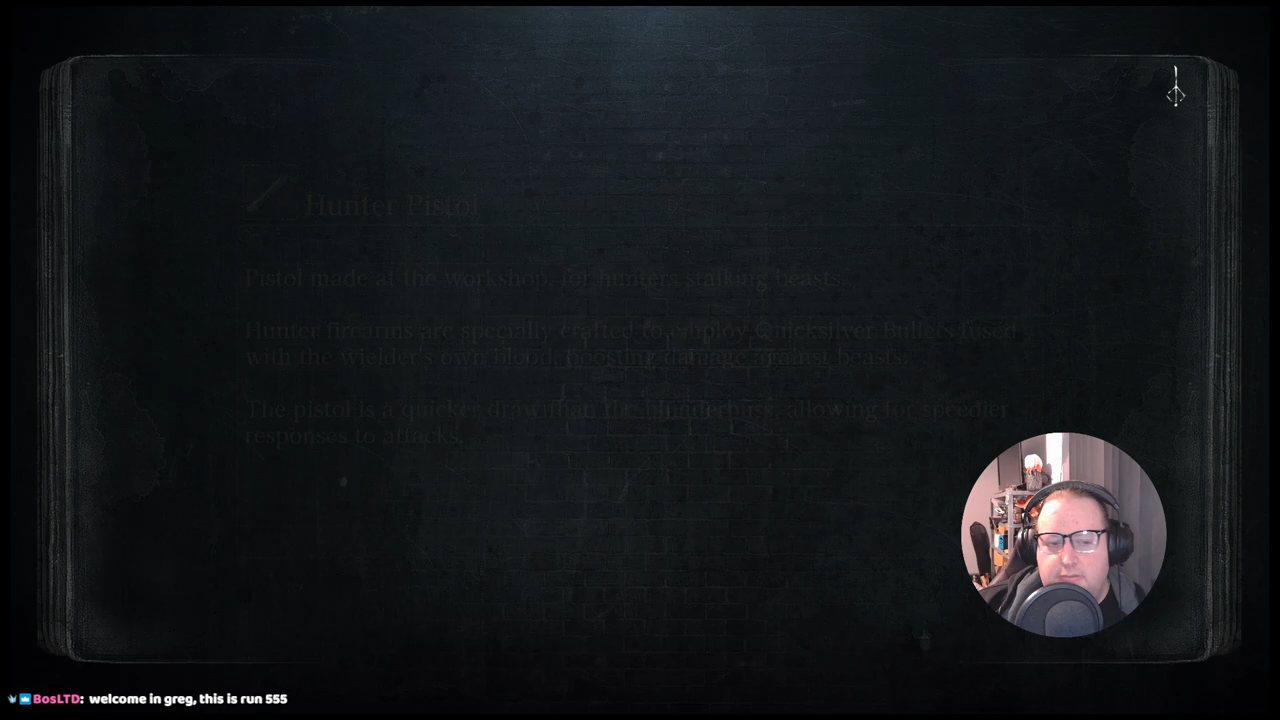 Hunter Pistol
Pistol made at the workshop, for hunters stalking beasts.
Hunter firearms are specially crafted to employ Quicksilver Bullets fused
with the wielder's own blood, boosting damage against beasts.
The pistol is a quicker draw than the blunderbuss, allowing for speedier
responses to attacks.
BosLTD: welcome in greg, this is run 555